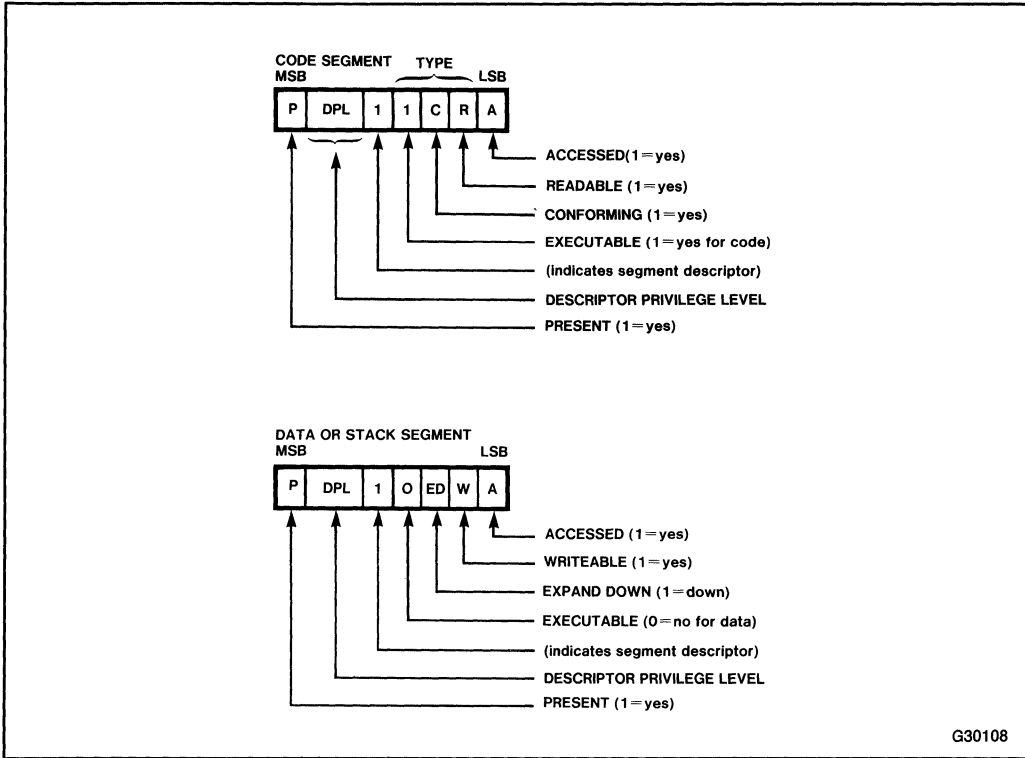 CODE SEGMENT TYPE
MSB LSB
P DPL 1 1 C R A
ACCESSED(1=yes)
READABLE (1=yes)
CONFORMING (1=yes)
EXECUTABLE (1=yes for code)
(indicates segment descriptor)
DESCRIPTOR PRIVILEGE LEVEL
PRESENT (1=yes)
DATA OR STACK SEGMENT
MSB LSB
P DPL 1 O ED W A
ACCESSED (1=yes)
WRITEABLE (1=yes)
EXPAND DOWN (1=down)
EXECUTABLE (0=no for data)
(indicates segment descriptor)
DESCRIPTOR PRIVILEGE LEVEL
PRESENT (1=yes)
G30108